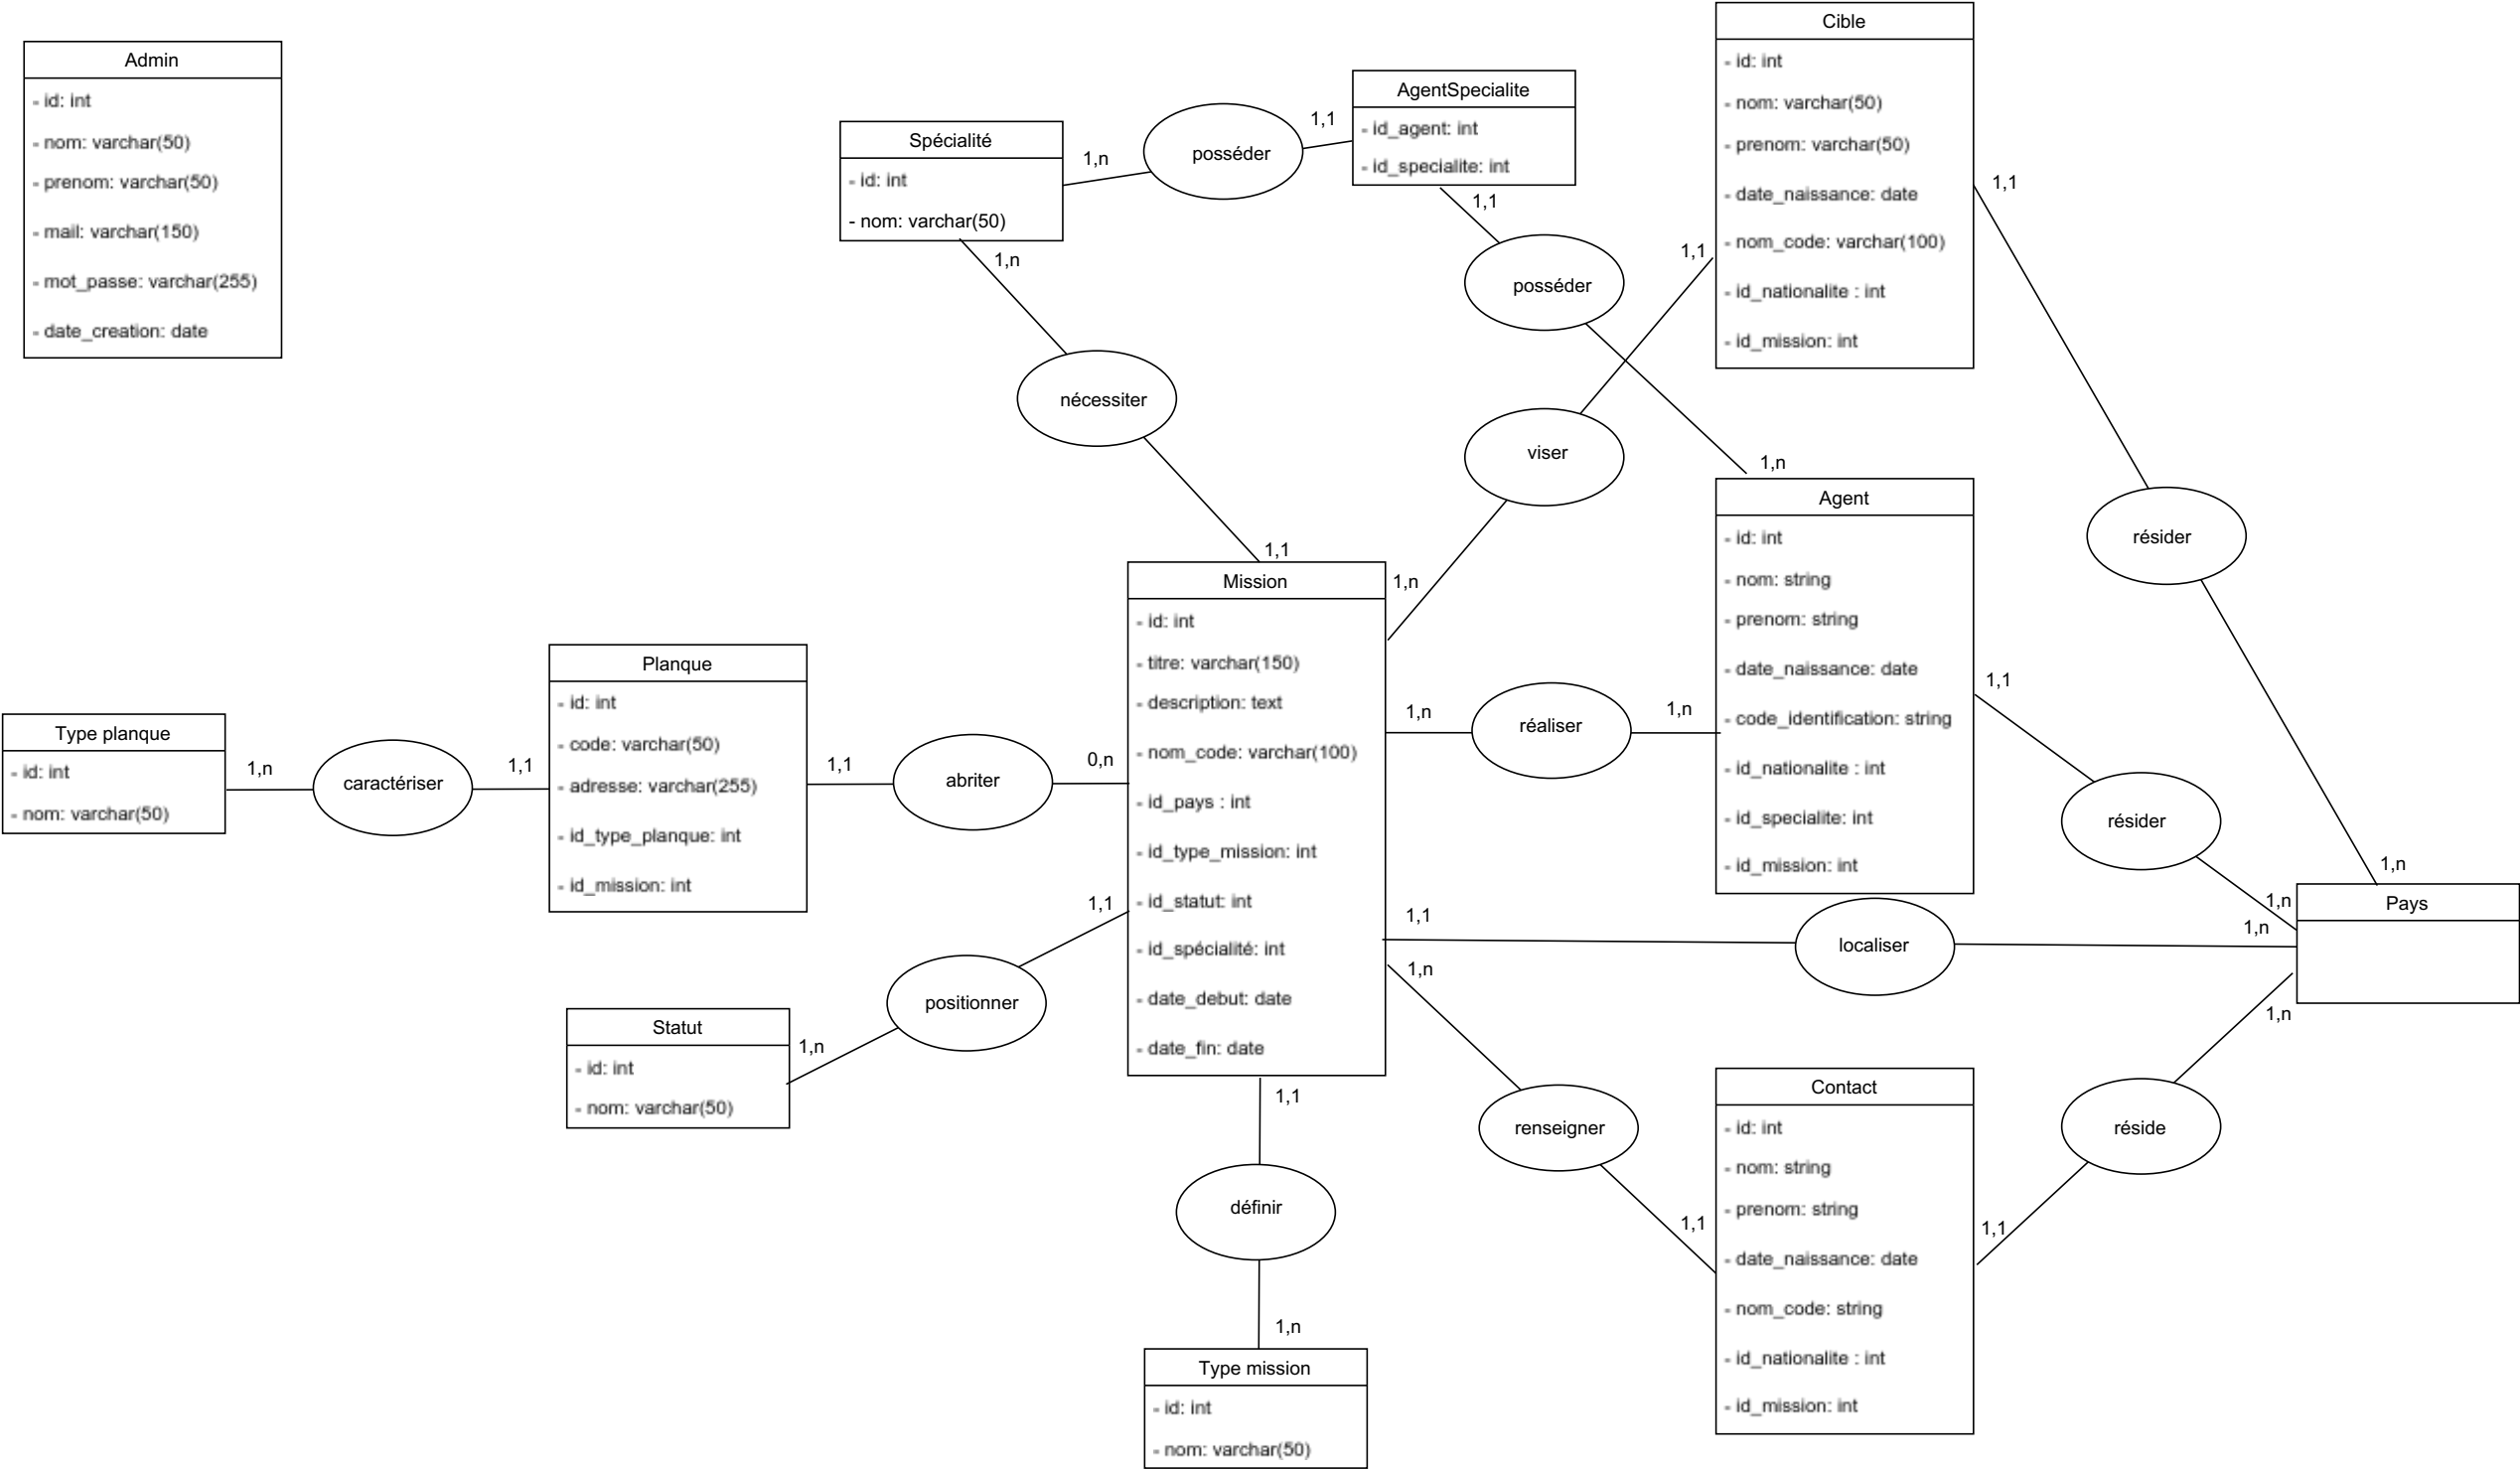 Admin
- id: int
- nom: varchar(50)
- prenom: varchar(50)
- mail: varchar(150)
- mot_passe: varchar(255)
- date_creation: date
Spécialité
- id: int
- nom: varchar(50)
1,n
posséder
1,1
AgentSpecialite
- id_agent: int
- id_specialite: int
1,1
posséder
1,n
Cible
- id: int
- nom: varchar(50)
- prenom: varchar(50)
- date_naissance: date
- nom_code: varchar(100)
- id_nationalite : int
- id_mission: int
1,1
résider
1,n
1,n
nécessiter
1,1
1,1
viser
1,n
Agent
- id: int
- nom: string
- prenom: string
- date_naissance: date
- code_identification: string
- id_nationalite : int
- id_specialite: int
- id_mission: int
1,1
résider
1,n
Mission
- id: int
- titre: varchar(150)
- description: text
- nom_code: varchar(100)
- id_pays : int
- id_type_mission: int
- id_statut: int
- id_spécialité: int
- date_debut: date
- date_fin: date
1,n
réaliser
1,n
Type planque
- id: int
- nom: varchar(50)
1,n
caractériser
1,1
Planque
- id: int
- code: varchar(50)
- adresse: varchar(255)
- id_type_planque: int
- id_mission: int
1,1
abriter
0,n
1,1
positionner
1,n
Statut
- id: int
- nom: varchar(50)
1,1
localiser
1,n
Pays
1,n
renseigner
1,1
Contact
- id: int
- nom: string
- prenom: string
- date_naissance: date
- nom_code: string
- id_nationalite : int
- id_mission: int
1,1
réside
1,n
1,1
définir
1,n
Type mission
- id: int
- nom: varchar(50)